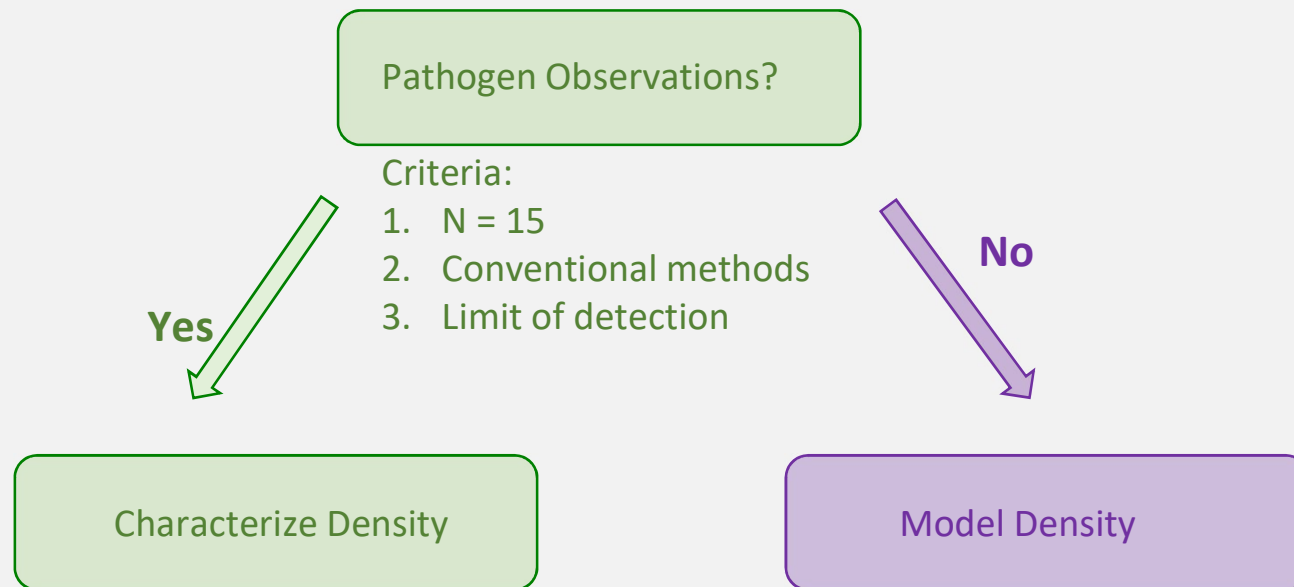 Pathogen Observations?
Criteria:
1. N = 15
2. Conventional methods
3. Limit of detection
Yes
No
Characterize Density
Model Density